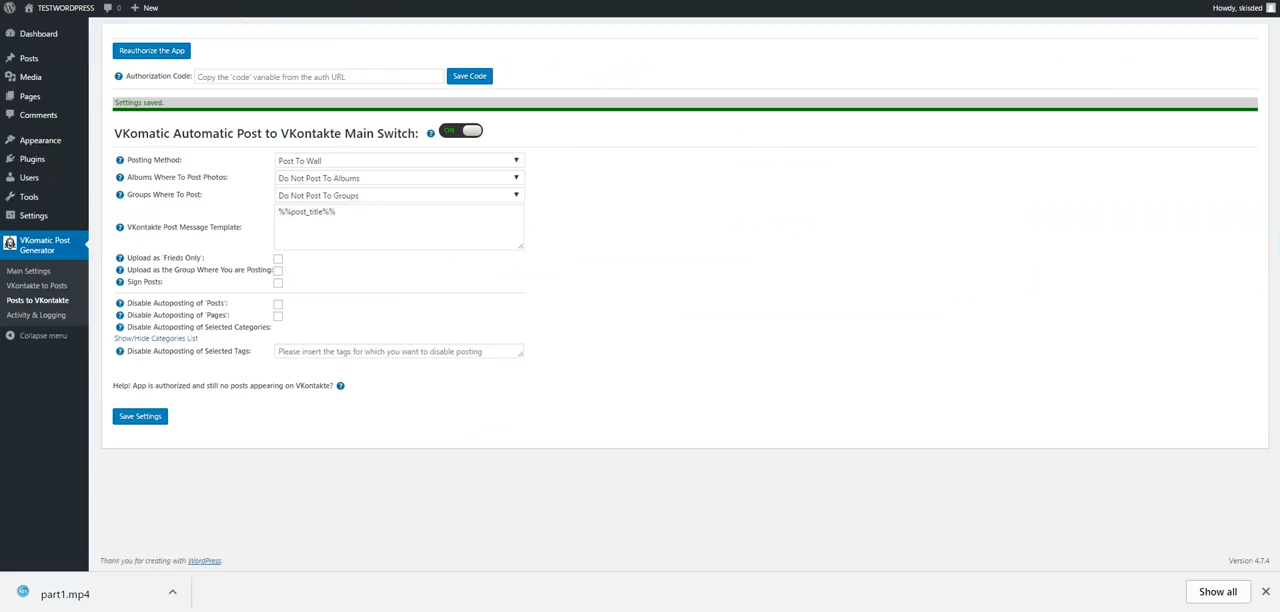 TESTWORDPRESS 0 New Howdy, skisded
Dashboard
Posts
Media
Pages
Comments
Appearance
Plugins
Users
Tools
Settings
VKomatic Post
Generator
Main Settings
VKontakte to Posts
Posts to VKontakte
Activity & Logging
Collapse menu
Reauthorize the App
Authorization Code: Copy the 'code' variable from the auth URL Save Code
Settings saved.
VKomatic Automatic Post to VKontakte Main Switch: ON
Posting Method: Post To Wall
Albums Where To Post Photos: Do Not Post To Albums
Groups Where To Post: Do Not Post To Groups
%%post_title%%
VKontakte Post Message Template:
Upload as 'Frieds Only':
Upload as the Group Where You are Posting:
Sign Posts:
Disable Autoposting of 'Posts':
Disable Autoposting of 'Pages':
Disable Autoposting of Selected Categories:
Show/Hide Categories List
Disable Autoposting of Selected Tags: Please insert the tags for which you want to disable posting
Help! App is authorized and still no posts appearing on VKontakte?
Save Settings
Thank you for creating with WordPress. Version 4.7.4
part1.mp4 Show all